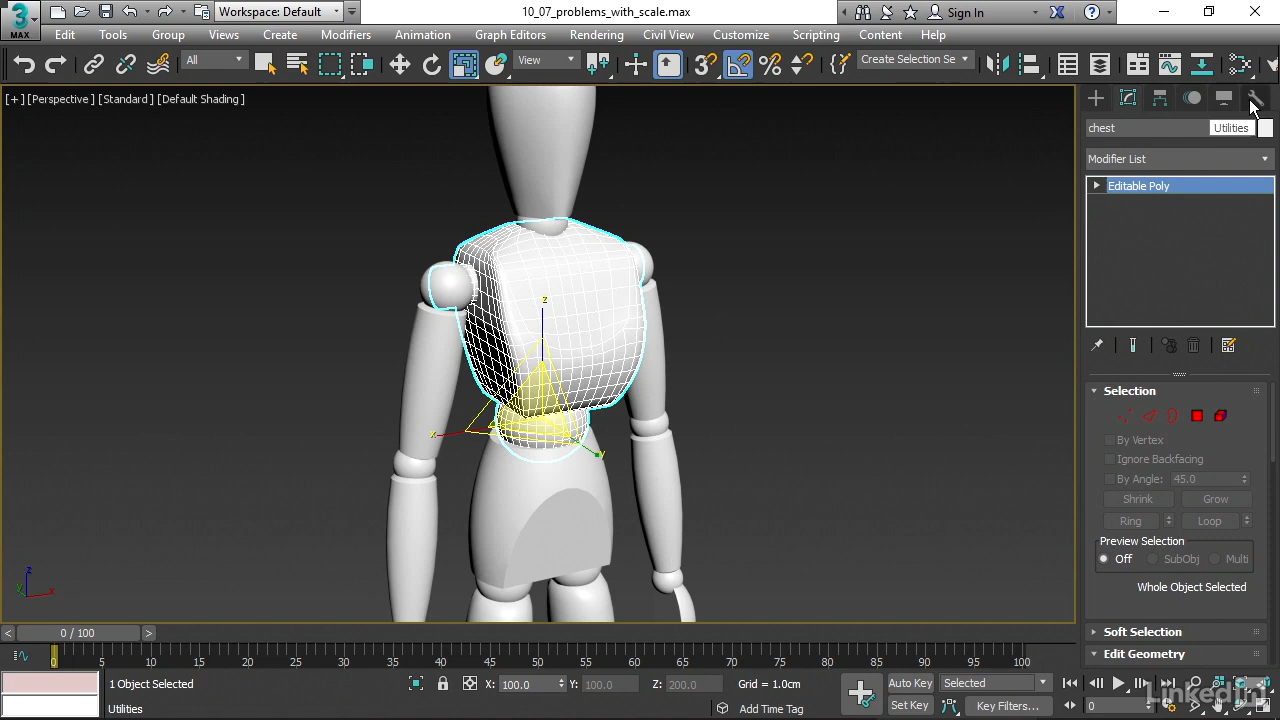 3
MAX
Workspace: Default
10_07_problems_with_scale.max
Sign In
Edit Tools Group Views Create Modifiers Animation Graph Editors Rendering Civil View Customize Scripting Content Help
All
View
3
Create Selection Se
[+] [Perspective] [Standard] [Default Shading]
chest
Utilities
Modifier List
Editable Poly
z
x
y
Selection
By Vertex
Ignore Backfacing
By Angle: 45.0
Shrink Grow
Ring Loop
Preview Selection
Off SubObj Multi
Whole Object Selected
z
y
x
Soft Selection
Edit Geometry
< 0 / 100 >
0 5 10 15 20 25 30 35 40 45 50 55 60 65 70 75 80 85 90 95 100
1 Object Selected
X: 100.0 Y: 100.0 Z: 200.0
Grid = 1.0cm
Auto Key
Selected
Utilities
Add Time Tag
Set Key
Key Filters...
0
LinkedIn